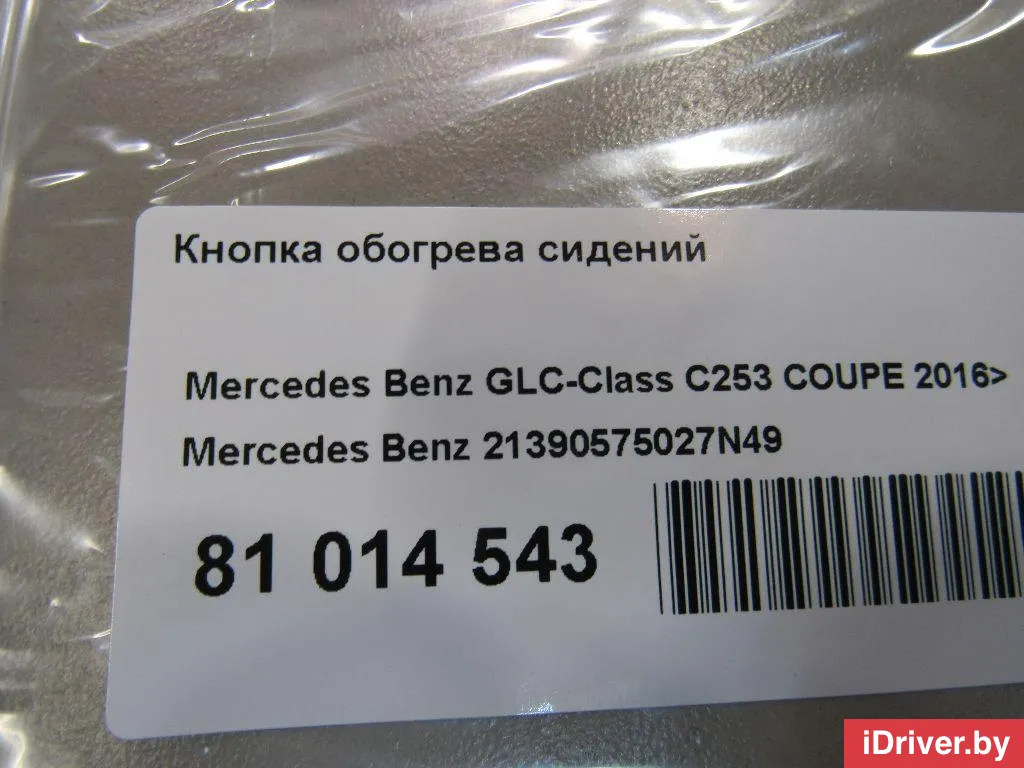 Кнопка обогрева сидений
Mercedes Benz GLC-Class C253 COUPE 2016>
Mercedes Benz 21390575027N49
81 014 543
iDriver.by